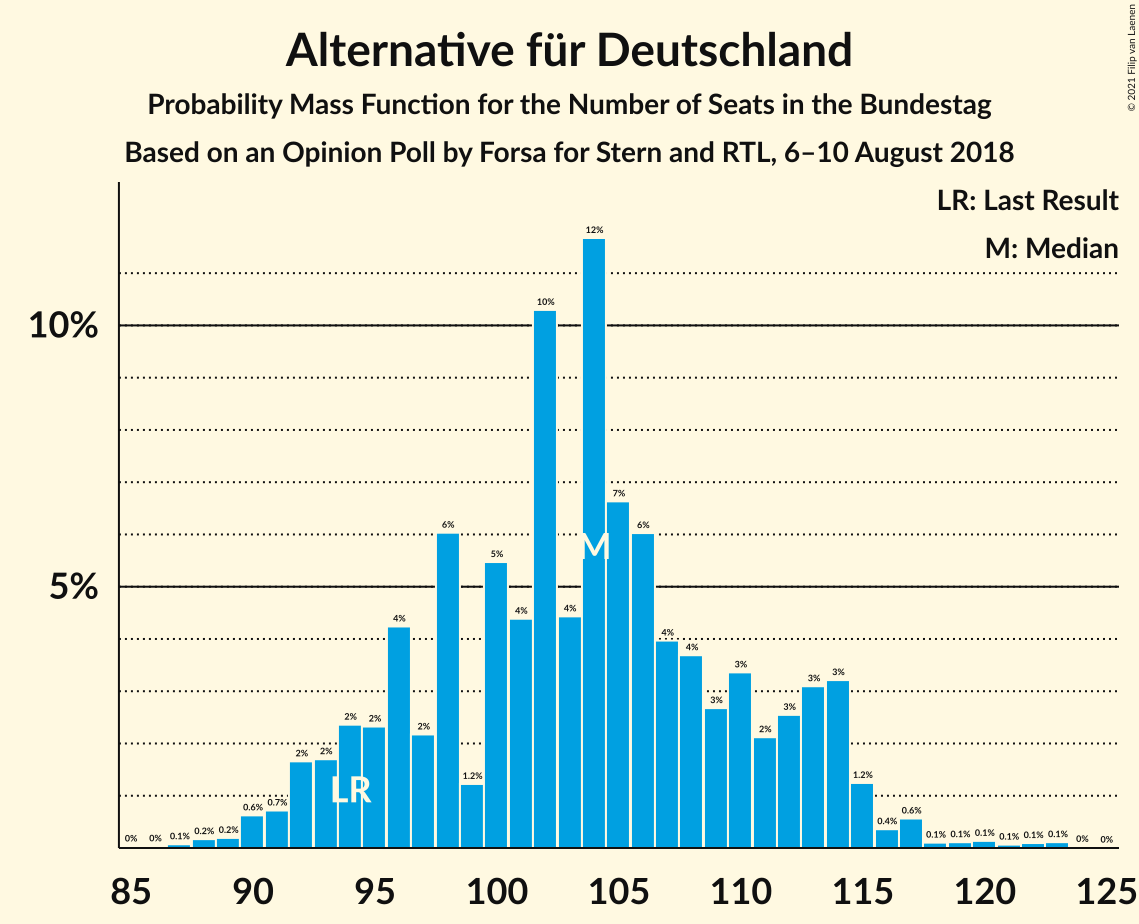 Alternative für Deutschland
Probability Mass Function for the Number of Seats in the Bundestag
Based on an Opinion Poll by Forsa for Stern and RTL, 6–10 August 2018
© 2021 Filip van Laenen
LR: Last Result
M: Median
10%
5%
0% 0% 0.1% 0.2% 0.2% 0.6% 0.7% 2% 2% 2% 2% 4% 2% 6% 1.2% 5% 4% 10% 4% 12% 7% 6% 4% 4% 3% 3% 2% 3% 3% 3% 1.2% 0.4% 0.6% 0.1% 0.1% 0.1% 0.1% 0.1% 0.1% 0% 0%
LR
M
85 90 95 100 105 110 115 120 125